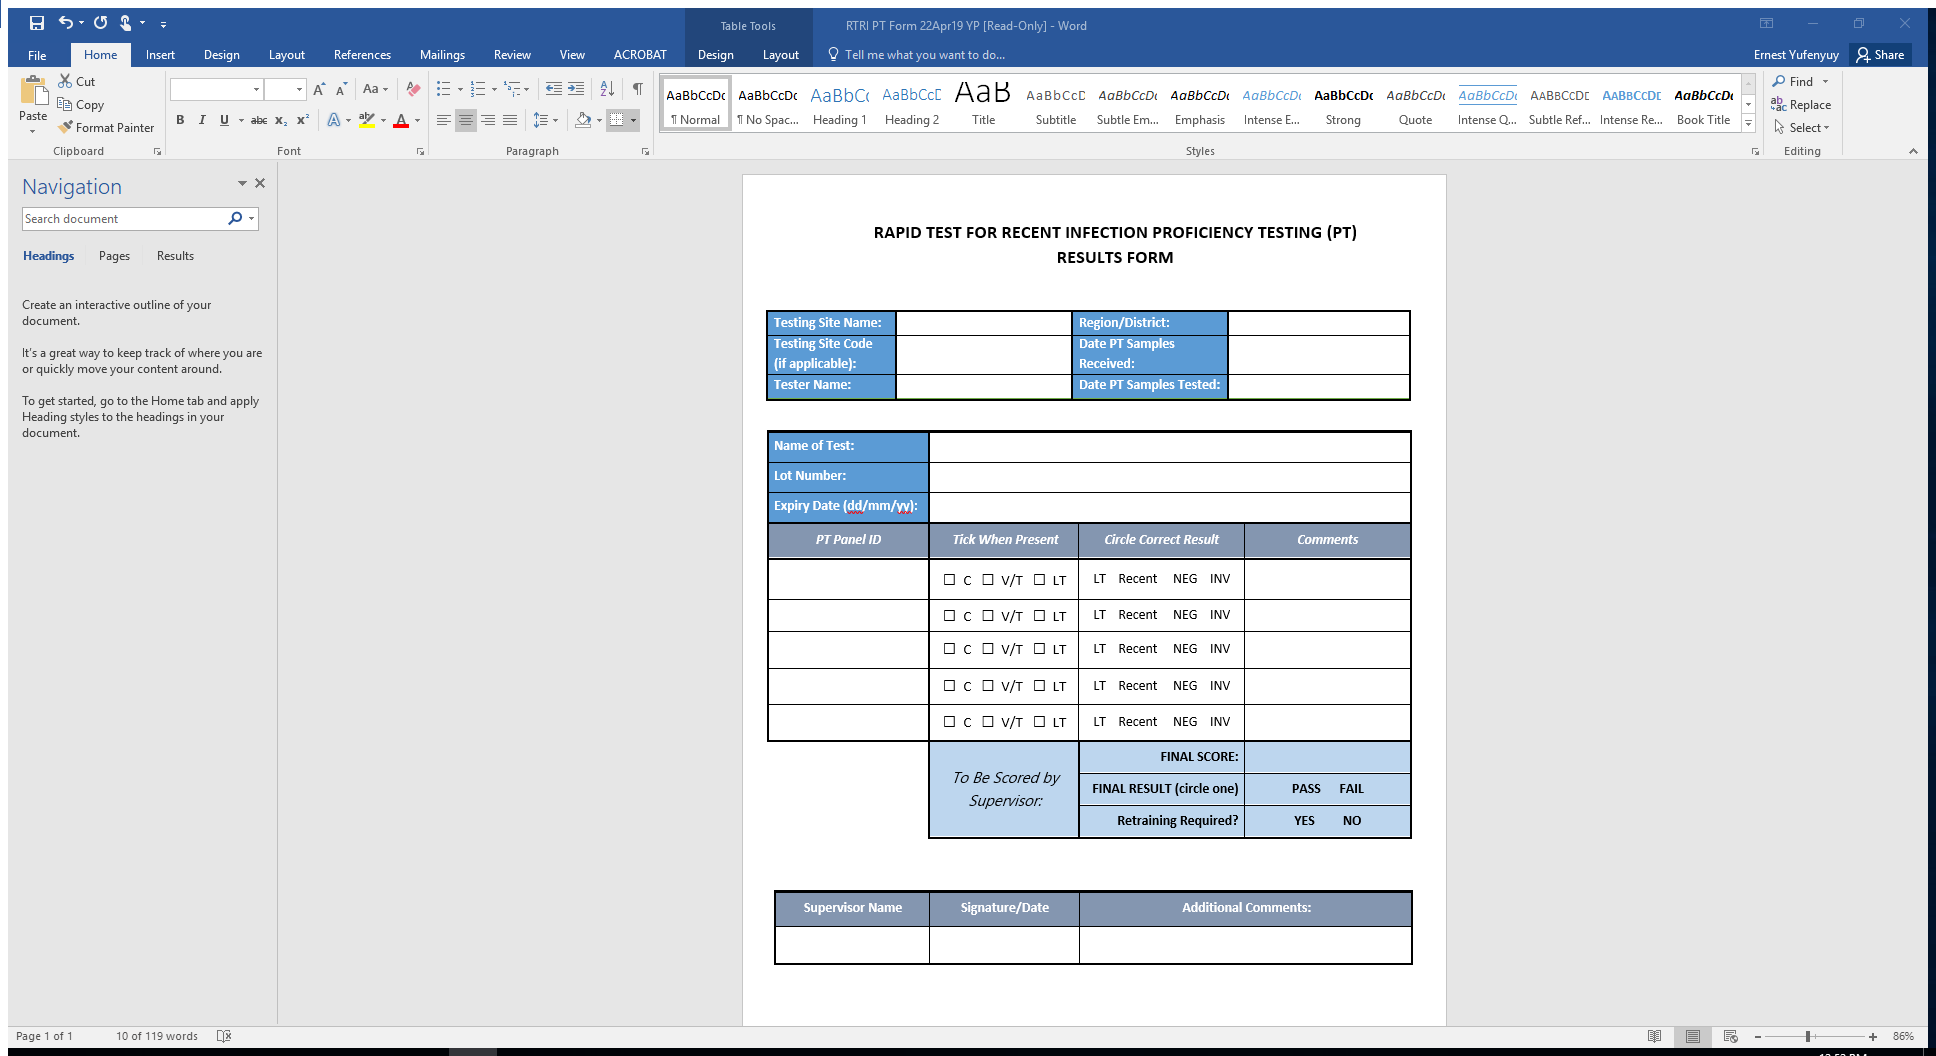 Table Tools
RTRI PT Form 22Apr19 YP [Read-Only] - Word
File Home Insert Design Layout References Mailings Review View ACROBAT Design Layout Tell me what you want to do... Ernest Yufenyuy Share
Paste
Cut
Copy
Format Painter
Clipboard
Aa
B I U abc x₂ x² A ab A
Font
Paragraph
AaBbCcDc AaBbCcDc AaBbC( AaBbCcD AaB AaBbCcD AaBbCcDc AaBbCcDc AaBbCcDc AaBbCcDc AaBbCcDc AaBbCcDc AaBbCcDd AaBbCcDd AaBbCcDc
¶ Normal ¶ No Spac... Heading 1 Heading 2 Title Subtitle Subtle Em... Emphasis Intense E... Strong Quote Intense Q... Subtle Ref... Intense Re... Book Title
Styles
Find
Replace
Select
Editing
Navigation
Search document
Headings Pages Results
Create an interactive outline of your
document.
It's a great way to keep track of where you are
or quickly move your content around.
To get started, go to the Home tab and apply
Heading styles to the headings in your
document.
RAPID TEST FOR RECENT INFECTION PROFICIENCY TESTING (PT)
RESULTS FORM
Testing Site Name: Region/District:
Testing Site Code
(if applicable):
Date PT Samples
Received:
Tester Name: Date PT Samples Tested:
Name of Test:
Lot Number:
Expiry Date (dd/mm/yy):
PT Panel ID Tick When Present Circle Correct Result Comments
☐ C ☐ V/T ☐ LT LT Recent NEG INV
☐ C ☐ V/T ☐ LT LT Recent NEG INV
☐ C ☐ V/T ☐ LT LT Recent NEG INV
☐ C ☐ V/T ☐ LT LT Recent NEG INV
☐ C ☐ V/T ☐ LT LT Recent NEG INV
To Be Scored by
Supervisor:
FINAL SCORE:
FINAL RESULT (circle one) PASS FAIL
Retraining Required? YES NO
Supervisor Name Signature/Date Additional Comments:
Page 1 of 1 10 of 119 words 86%